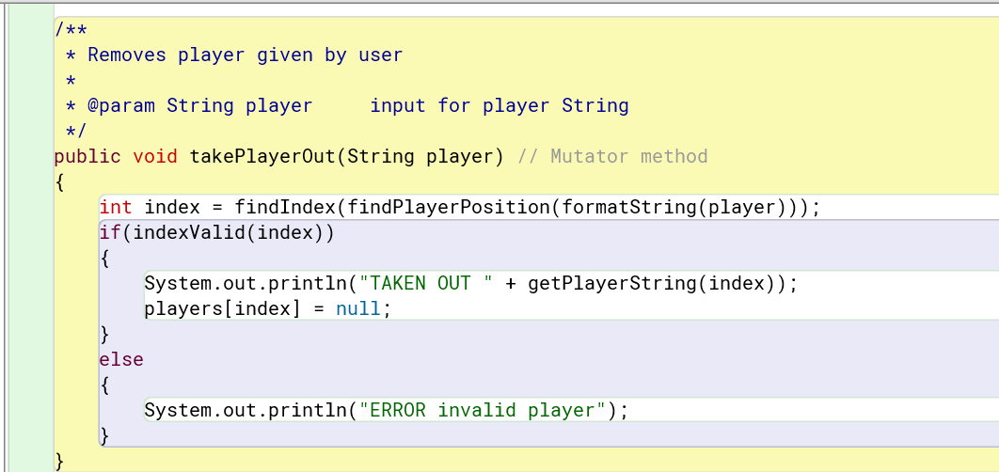 /**
 * Removes player given by user
 *
 * @param String player     input for player String
 */
public void takePlayerOut(String player) // Mutator method
{
    int index = findIndex(findPlayerPosition(formatString(player)));
    if(indexValid(index))
    {
        System.out.println("TAKEN OUT " + getPlayerString(index));
        players[index] = null;
    }
    else
    {
        System.out.println("ERROR invalid player");
    }
}